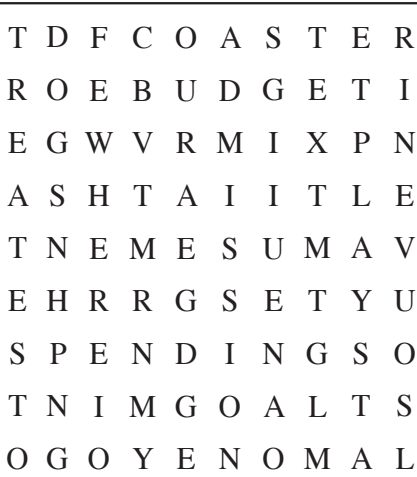 T D F C O A S T E R
R O E B U D G E T I
E G W V R M I X P N
A S H T A I I T L E
T N E M E S U M A V
E H R R G S E T Y U
S P E N D I N G S O
T N I M G O A L T S
O G O Y E N O M A L